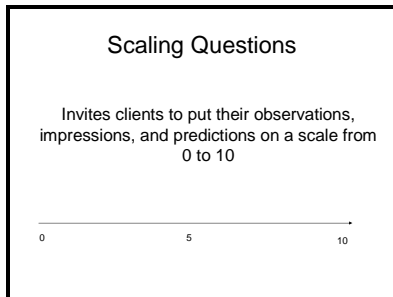 Scaling Questions
Invites clients to put their observations,
impressions, and predictions on a scale from
0 to 10
0 5 10